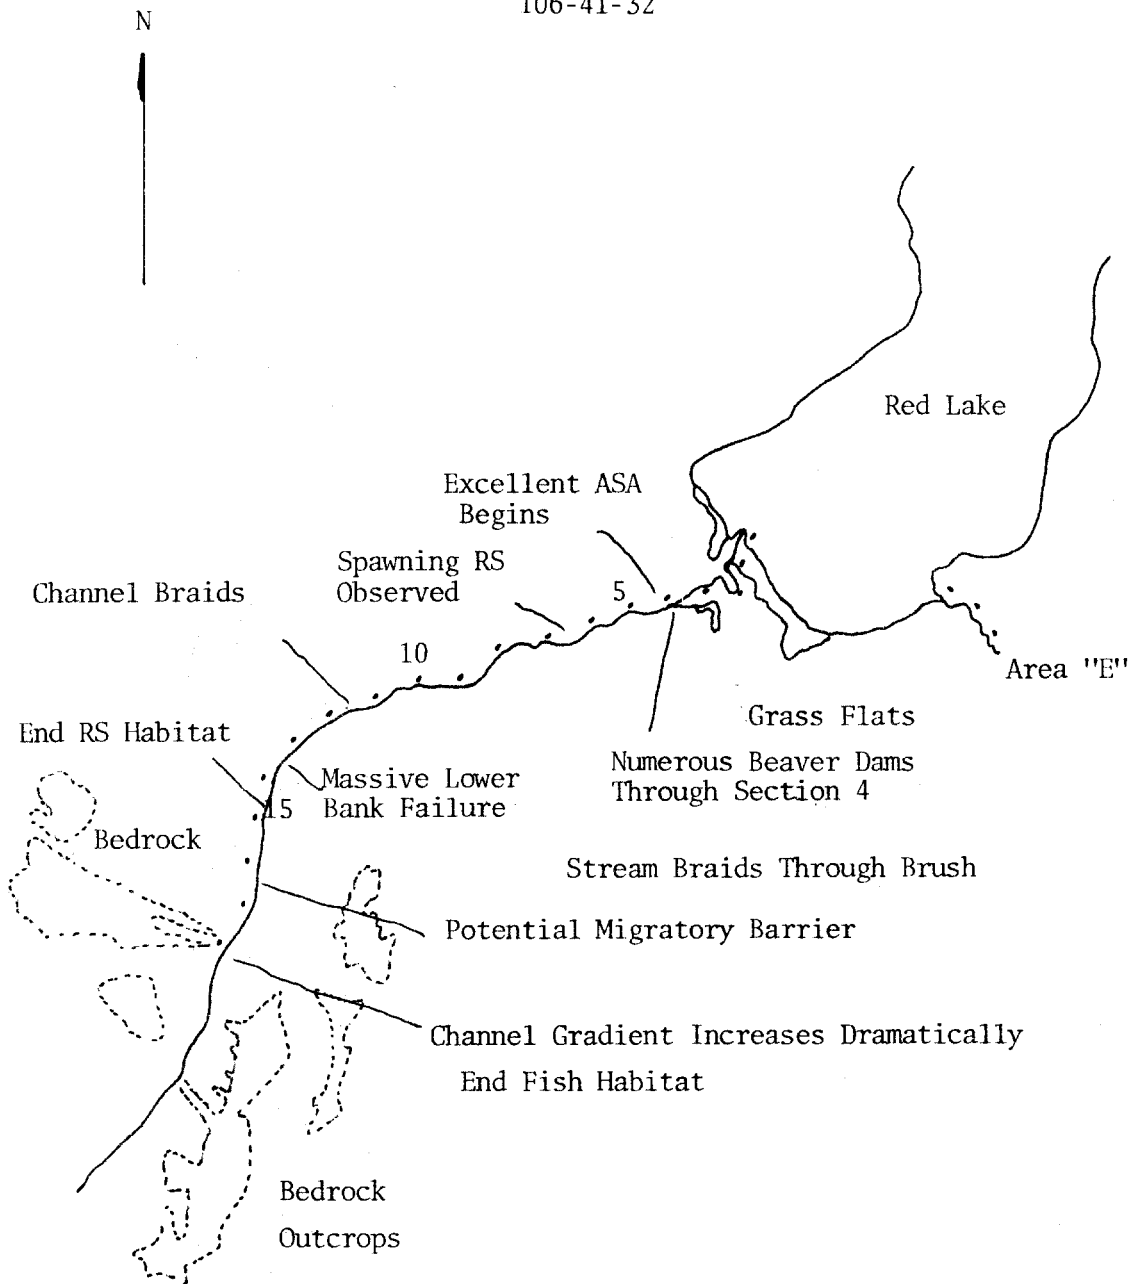 106-41-32
N
Red Lake
Excellent ASA
Begins
Spawning RS
Observed
5
Channel Braids
10
Area "E"
Grass Flats
End RS Habitat
Numerous Beaver Dams
Through Section 4
Massive Lower
Bank Failure
15
Bedrock
Stream Braids Through Brush
Potential Migratory Barrier
Channel Gradient Increases Dramatically
End Fish Habitat
Bedrock
Outcrops